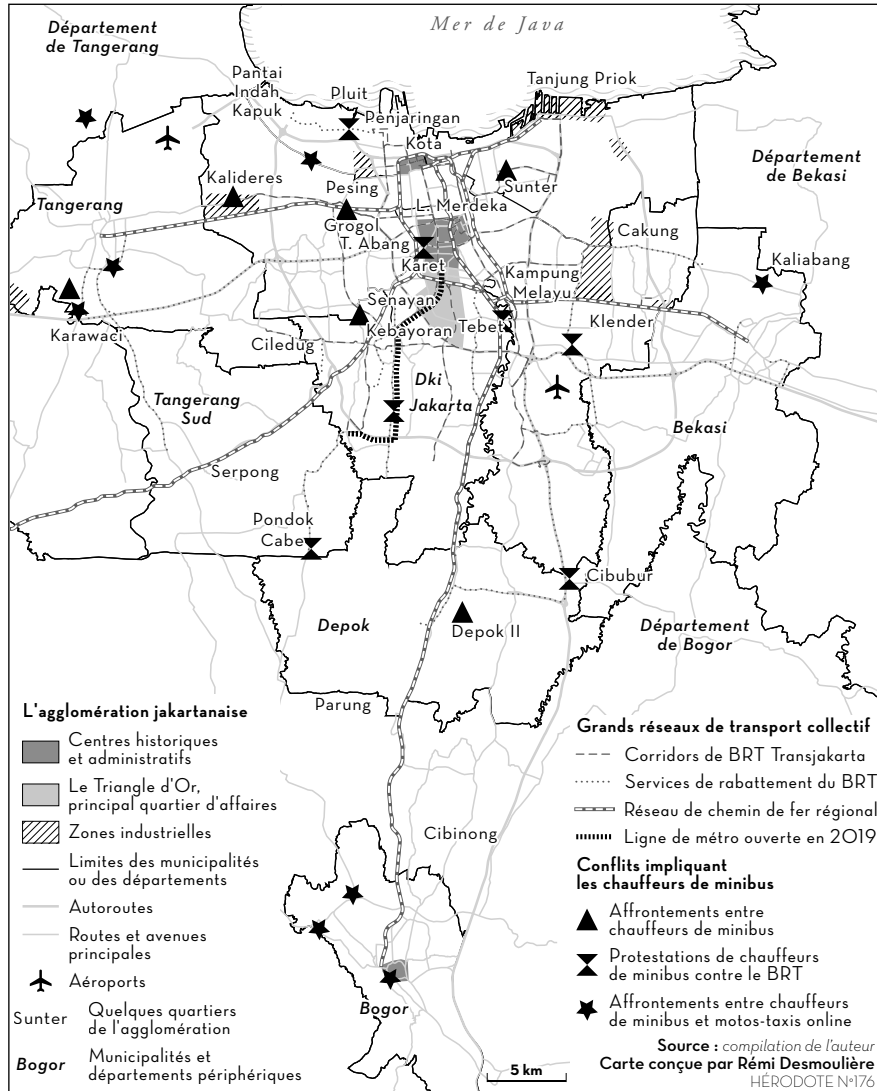 Mer de Java
Département
de Tangerang
Pantai
Indah
Kapuk
Pluit
Tanjung Priok
Penjaringan
Kota
Département
de Bekasi
Kalideres
Pesing
Sunter
Tangerang
L. Merdeka
Grogol
T. Abang
Cakung
Karet
Kampung
Melayu
Kaliabang
Senayan
Karawaci
Kebayoran
Tebet
Klender
Ciledug
Dki
Jakarta
Tangerang
Sud
Bekasi
Serpong
Pondok
Cabe
Cibubur
Depok
Depok II
Département
de Bogor
Parung
Cibinong
Bogor
L'agglomération jakartanaise
Centres historiques
et administratifs
Le Triangle d'Or,
principal quartier d'affaires
Zones industrielles
Limites des municipalités
ou des départements
Autoroutes
Routes et avenues
principales
Aéroports
Sunter
Quelques quartiers
de l'agglomération
Bogor
Municipalités et
départements périphériques
Grands réseaux de transport collectif
Corridors de BRT Transjakarta
Services de rabattement du BRT
Réseau de chemin de fer régional
Ligne de métro ouverte en 2019
Conflits impliquant
les chauffeurs de minibus
Affrontements entre
chauffeurs de minibus
Protestations de chauffeurs
de minibus contre le BRT
Affrontements entre chauffeurs
de minibus et motos-taxis online
5 km
Source : compilation de l'auteur
Carte conçue par Rémi Desmoulière
HÉRODOTE N°176